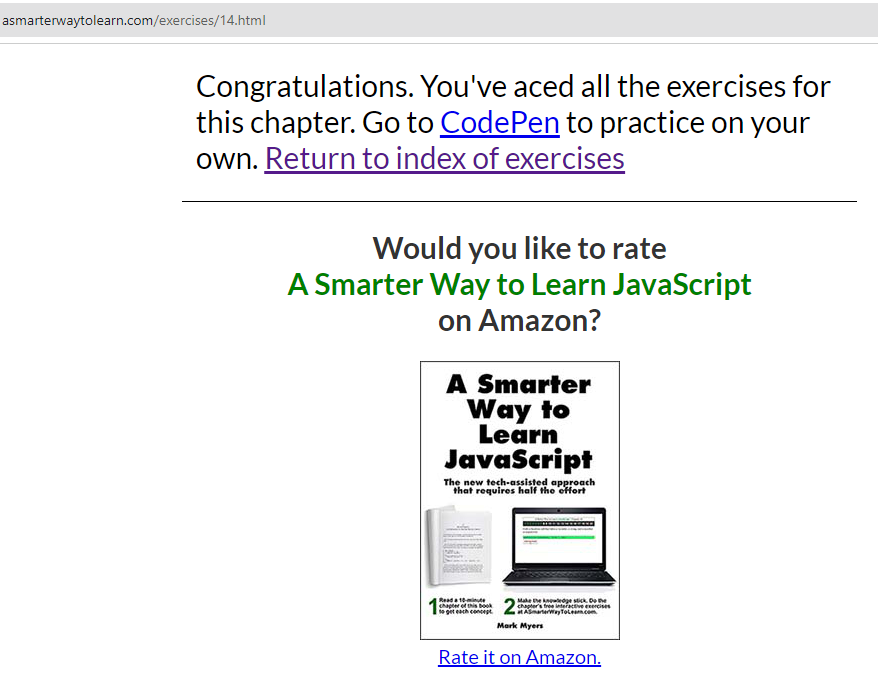 asmarterwaytolearn.com/exercises/14.html
Congratulations. You've aced all the exercises for
this chapter. Go to CodePen to practice on your
own. Return to index of exercises
Would you like to rate
A Smarter Way to Learn JavaScript
on Amazon?
A Smarter
Way to
Learn
JavaScript
The new tech-assisted approach
that requires half the effort
1 Read a 10-minute
chapter of this book
to get each concept.
2 Make the knowledge stick. Do the
chapter's free interactive exercises
at ASmarterWayToLearn.com.
Mark Myers
Rate it on Amazon.